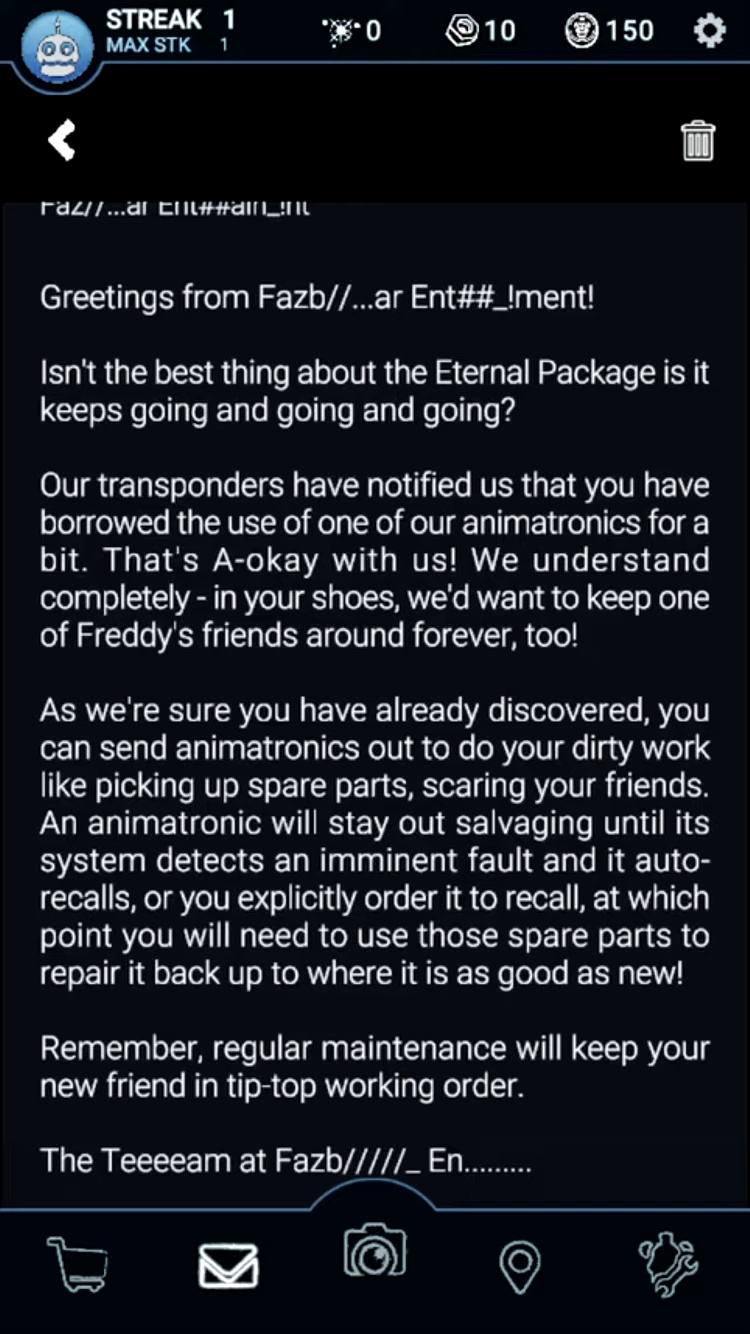 STREAK 1
MAX STK 1
0
10
150
Faz//...ar Ent##ain_!nt
Greetings from Fazb//...ar Ent##_!ment!
Isn't the best thing about the Eternal Package is it
keeps going and going and going?
Our transponders have notified us that you have
borrowed the use of one of our animatronics for a
bit. That's A-okay with us! We understand
completely - in your shoes, we'd want to keep one
of Freddy's friends around forever, too!
As we're sure you have already discovered, you
can send animatronics out to do your dirty work
like picking up spare parts, scaring your friends.
An animatronic will stay out salvaging until its
system detects an imminent fault and it auto-
recalls, or you explicitly order it to recall, at which
point you will need to use those spare parts to
repair it back up to where it is as good as new!
Remember, regular maintenance will keep your
new friend in tip-top working order.
The Teeeeam at Fazb/////_ En.........